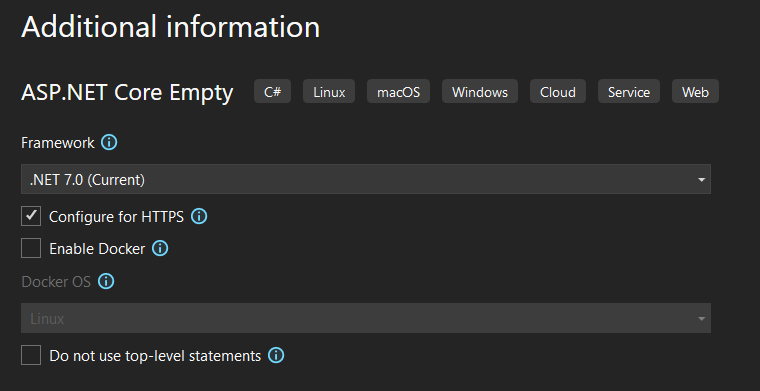 Additional information
ASP.NET Core Empty C# Linux macOS Windows Cloud Service Web
Framework
.NET 7.0 (Current)
Configure for HTTPS
Enable Docker
Docker OS
Linux
Do not use top-level statements